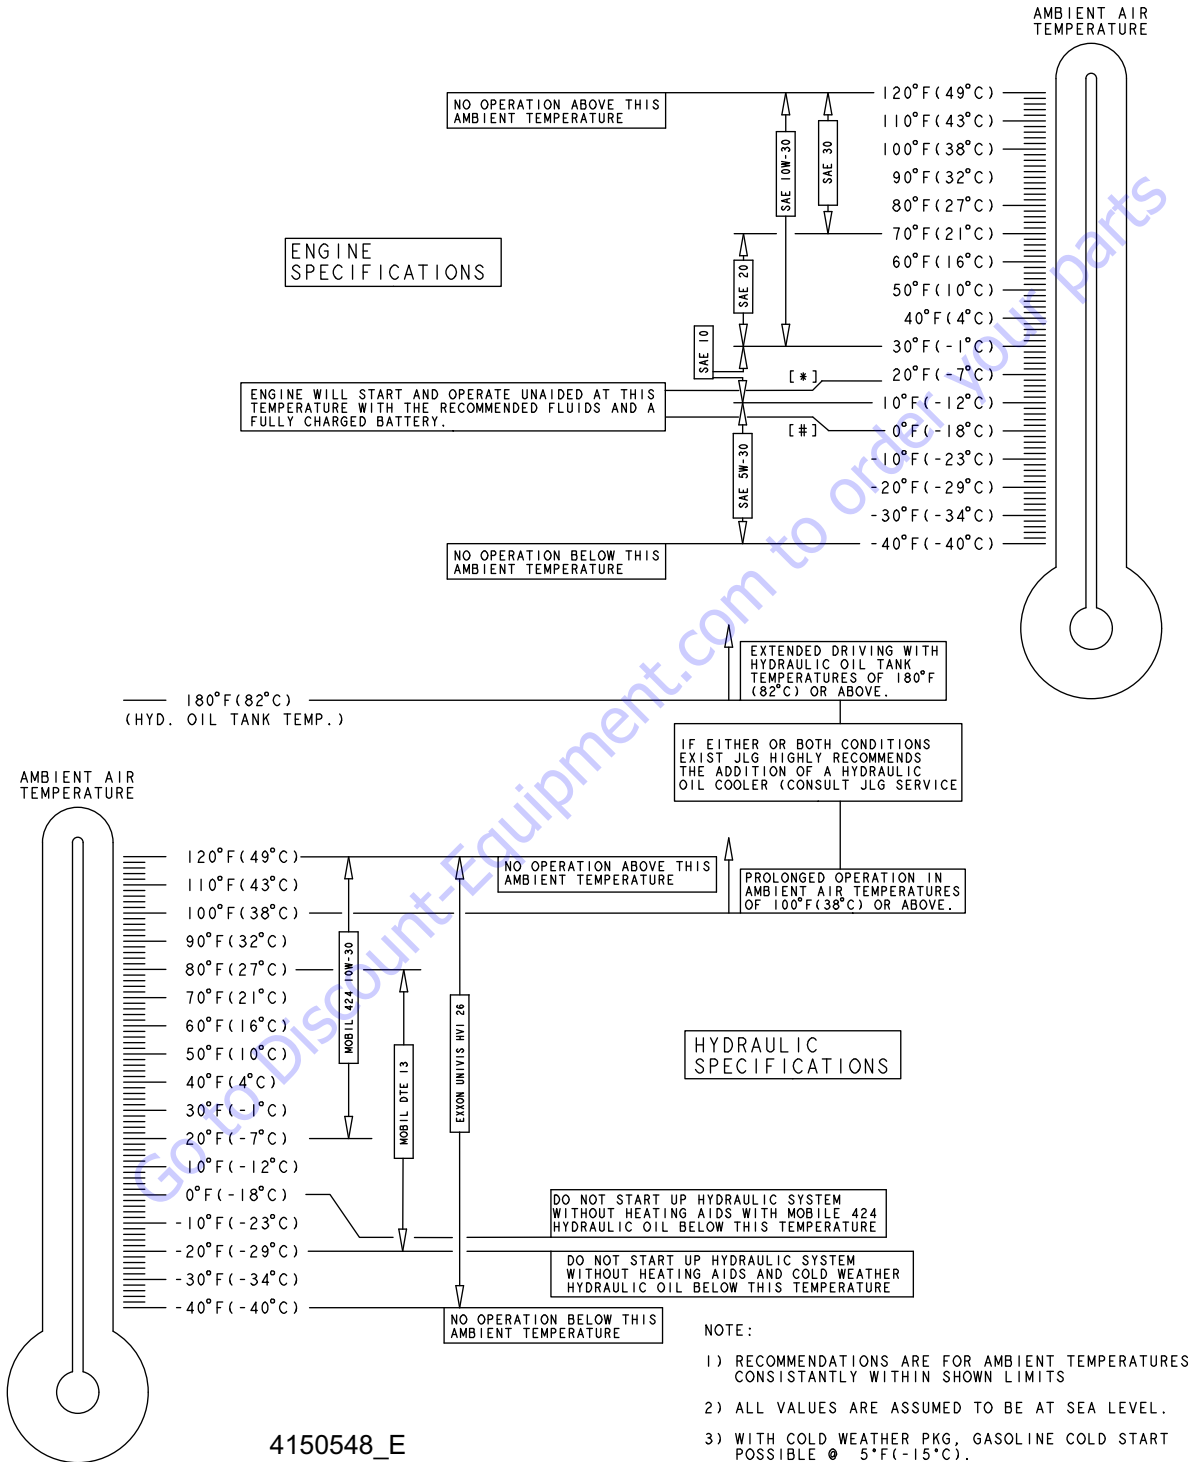 AMBIENT AIR
TEMPERATURE
120°F(49°C)
110°F(43°C)
100°F(38°C)
90°F(32°C)
80°F(27°C)
70°F(21°C)
60°F(16°C)
50°F(10°C)
40°F(4°C)
30°F(-1°C)
20°F(-7°C)
10°F(-12°C)
0°F(-18°C)
-10°F(-23°C)
-20°F(-29°C)
-30°F(-34°C)
-40°F(-40°C)
NO OPERATION ABOVE THIS
AMBIENT TEMPERATURE
SAE 10W-30
SAE 30
SAE 20
SAE 10
SAE 5W-30
ENGINE
SPECIFICATIONS
[*]
[#]
ENGINE WILL START AND OPERATE UNAIDED AT THIS
TEMPERATURE WITH THE RECOMMENDED FLUIDS AND A
FULLY CHARGED BATTERY.
NO OPERATION BELOW THIS
AMBIENT TEMPERATURE
EXTENDED DRIVING WITH
HYDRAULIC OIL TANK
TEMPERATURES OF 180°F
(82°C) OR ABOVE.
180°F(82°C)
(HYD. OIL TANK TEMP.)
IF EITHER OR BOTH CONDITIONS
EXIST JLG HIGHLY RECOMMENDS
THE ADDITION OF A HYDRAULIC
OIL COOLER (CONSULT JLG SERVICE
AMBIENT AIR
TEMPERATURE
120°F(49°C)
110°F(43°C)
100°F(38°C)
90°F(32°C)
80°F(27°C)
70°F(21°C)
60°F(16°C)
50°F(10°C)
40°F(4°C)
30°F(-1°C)
20°F(-7°C)
10°F(-12°C)
0°F(-18°C)
-10°F(-23°C)
-20°F(-29°C)
-30°F(-34°C)
-40°F(-40°C)
NO OPERATION ABOVE THIS
AMBIENT TEMPERATURE
PROLONGED OPERATION IN
AMBIENT AIR TEMPERATURES
OF 100°F(38°C) OR ABOVE.
MOBIL 424 10W-30
MOBIL DTE 13
EXXON UNIVIS HVI 26
HYDRAULIC
SPECIFICATIONS
DO NOT START UP HYDRAULIC SYSTEM
WITHOUT HEATING AIDS WITH MOBILE 424
HYDRAULIC OIL BELOW THIS TEMPERATURE
DO NOT START UP HYDRAULIC SYSTEM
WITHOUT HEATING AIDS AND COLD WEATHER
HYDRAULIC OIL BELOW THIS TEMPERATURE
NO OPERATION BELOW THIS
AMBIENT TEMPERATURE
NOTE:
1) RECOMMENDATIONS ARE FOR AMBIENT TEMPERATURES
CONSISTANTLY WITHIN SHOWN LIMITS
2) ALL VALUES ARE ASSUMED TO BE AT SEA LEVEL.
3) WITH COLD WEATHER PKG, GASOLINE COLD START
POSSIBLE @ 5°F(-15°C).
4150548_E
Go to Discount-Equipment.com to order your parts